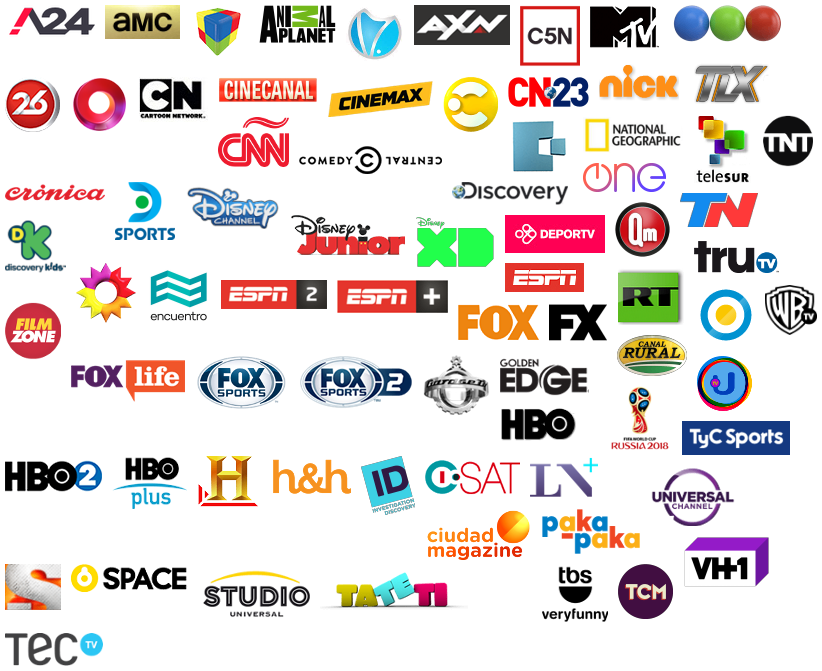 A24
amc
ANIMAL
PLANET
AXN
C5N
MTV
26
CN
CARTOON NETWORK
CINECANAL
CINEMAX
CN23
nick
CNN
COMEDY CENTRAL
NATIONAL
GEOGRAPHIC
one
teleSUR
TNT
crónica
SPORTS
DISNEY
CHANNEL
Discovery
TN
D
K
discovery kids
DISNEY
Junior
DISNEY
XD
DEPORTV
Qm
tru TV
encuentro
ESPN 2
ESPN +
ESPN
RT
WB TV
FILM
ZONE
FOX
FX
CANAL
RURAL
FOX life
FOX
SPORTS
FOX
SPORTS 2
GOLDEN
EDGE
TV U
HBO
FIFA WORLD CUP
RUSSIA 2018
TyC Sports
HBO 2
HBO
plus
H
h&h
ID
INVESTIGATION
DISCOVERY
SAT
LN+
UNIVERSAL
CHANNEL
ciudad
magazine
paka
-paka
VH1
SPACE
STUDIO
UNIVERSAL
TATETI
tbs
veryfunny
TCM
TEC TV